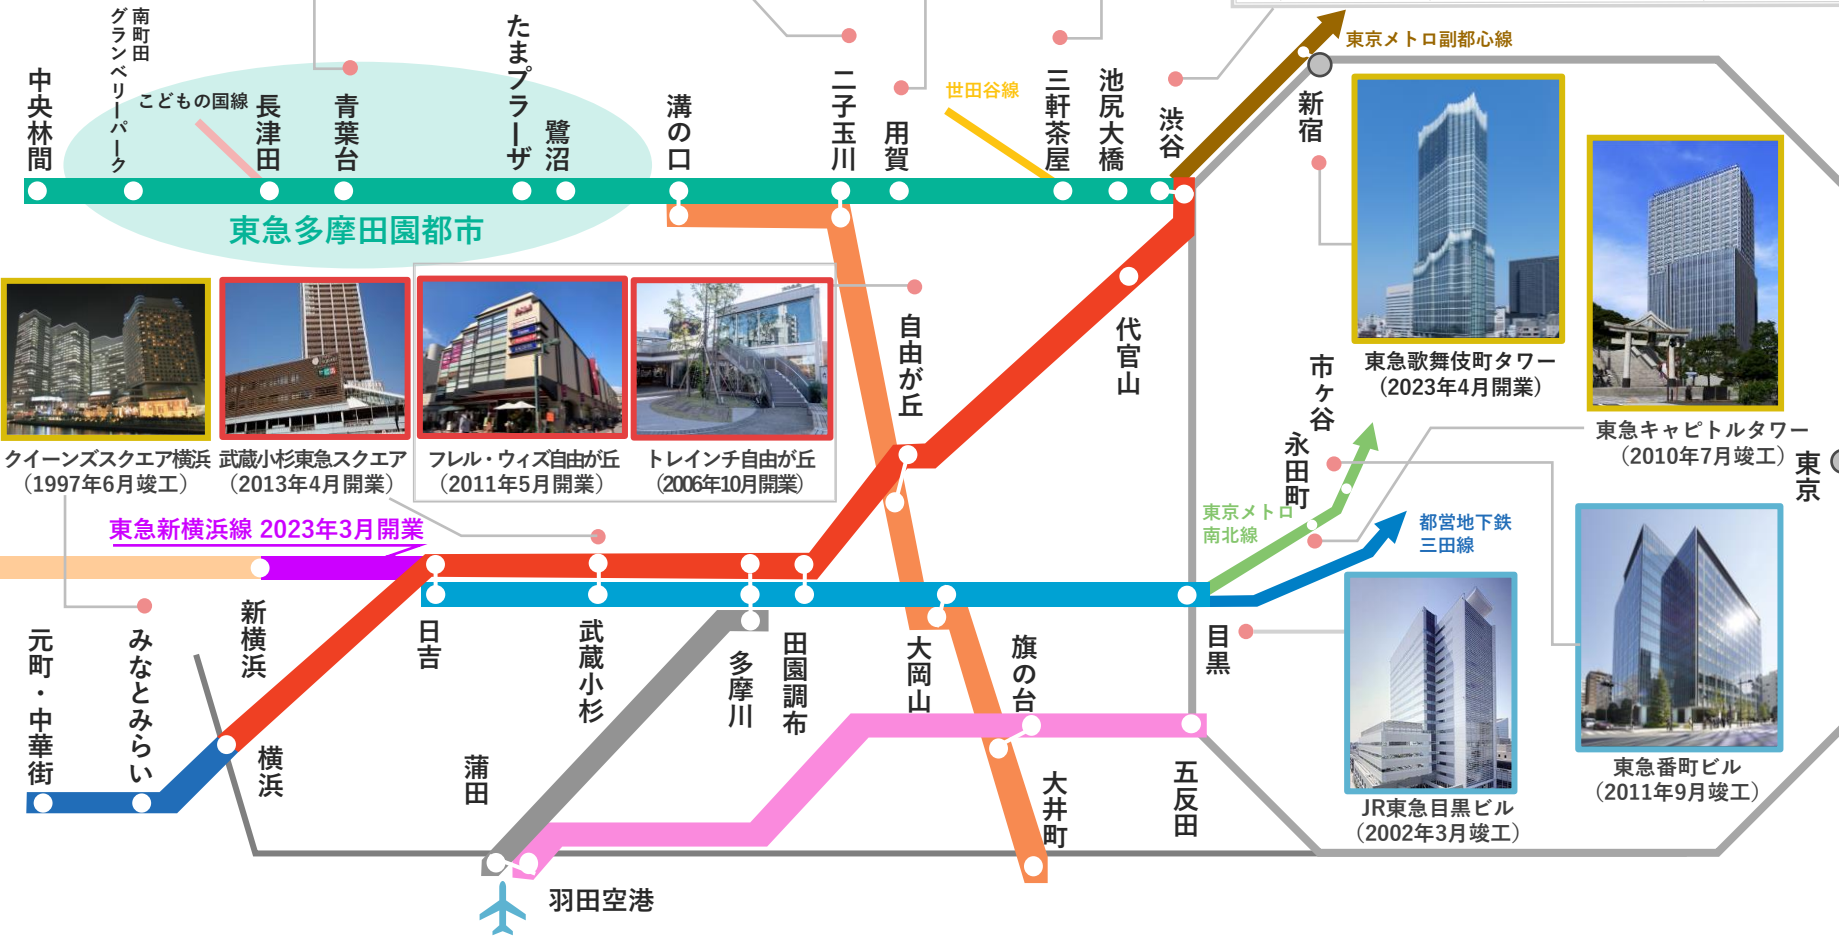 南町田
グランベリーパーク
中央林間
こどもの国線
長津田
青葉台
たまプラーザ
鷺沼
溝の口
二子玉川
用賀
世田谷線
三軒茶屋
池尻大橋
渋谷
東京メトロ副都心線
新宿
東急多摩田園都市
自由が丘
代官山
東急歌舞伎町タワー
（2023年4月開業）
市ヶ谷
永田町
東急キャピトルタワー
（2010年7月竣工）
東京
クイーンズスクエア横浜
（1997年6月竣工）
武蔵小杉東急スクエア
（2013年4月開業）
フレル・ウィズ自由が丘
（2011年5月開業）
トレインチ自由が丘
（2006年10月開業）
東急新横浜線 2023年3月開業
東京メトロ
南北線
都営地下鉄
三田線
新横浜
元町・中華街
みなとみらい
横浜
日吉
武蔵小杉
多摩川
田園調布
大岡山
旗の台
目黒
蒲田
大井町
五反田
JR東急目黒ビル
（2002年3月竣工）
東急番町ビル
（2011年9月竣工）
羽田空港